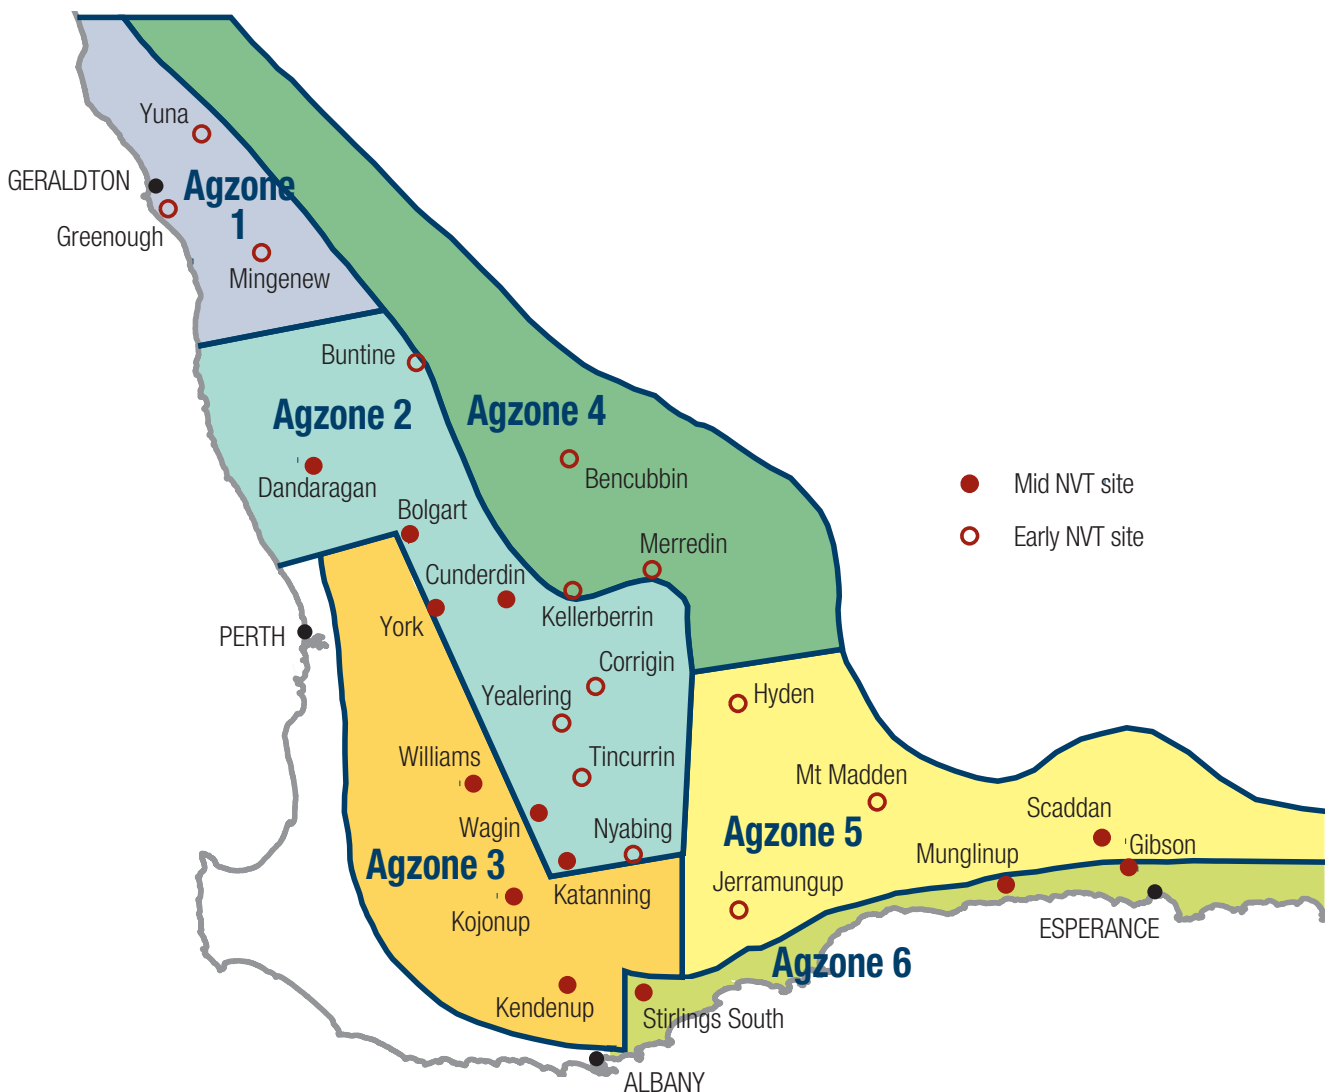 Yuna
GERALDTON
Agzone
1
Greenough
Mingenew
Buntine
Agzone 2
Agzone 4
Bencubbin
Dandaragan
Mid NVT site
Bolgart
Early NVT site
Merredin
Cunderdin
Kellerberrin
York
PERTH
Corrigin
Yealering
Hyden
Williams
Tincurrin
Mt Madden
Scaddan
Wagin
Nyabing
Agzone 5
Gibson
Munglinup
Agzone 3
Katanning
Jerramungup
Kojonup
ESPERANCE
Agzone 6
Kendenup
Stirlings South
ALBANY